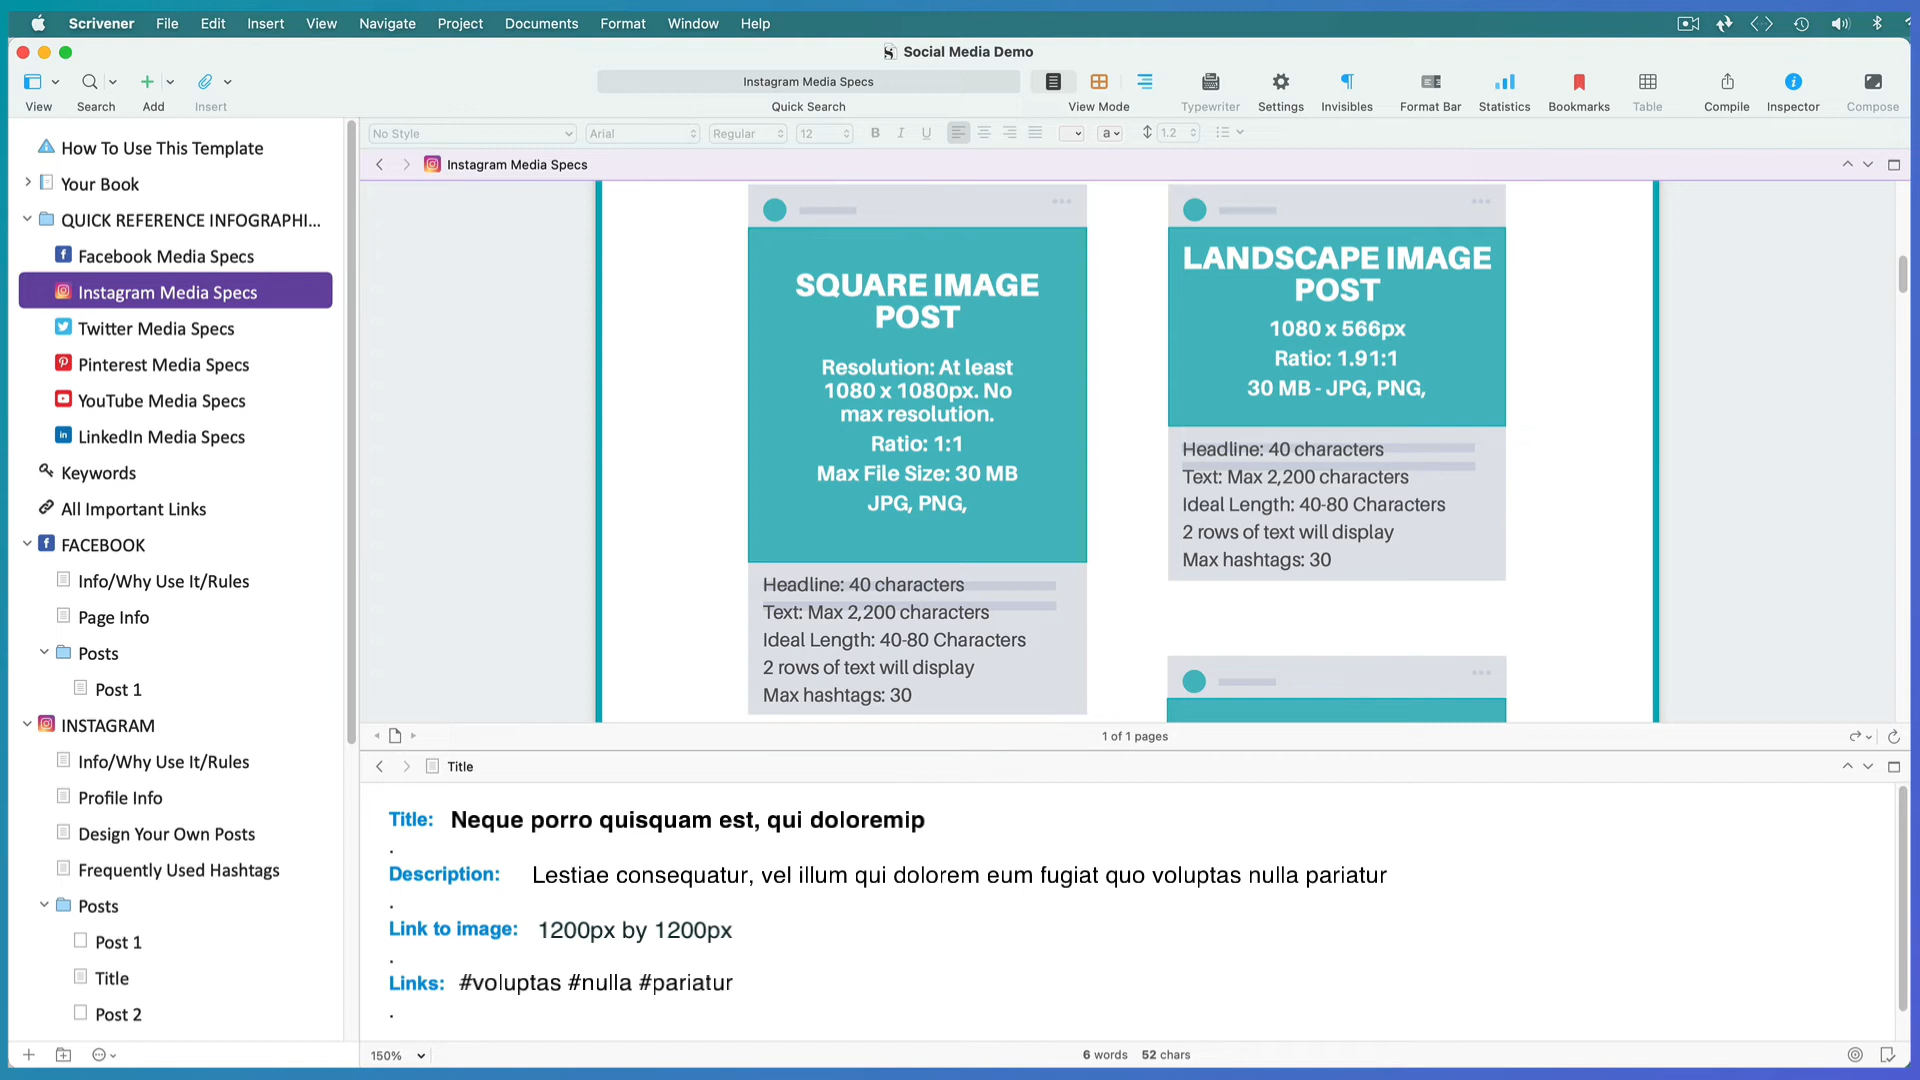 Scrivener File Edit Insert View Navigate Project Documents Format Window Help
Social Media Demo
Instagram Media Specs
View Search Add Insert Quick Search View Mode Typewriter Settings Invisibles Format Bar Statistics Bookmarks Table Compile Inspector Compose
No Style Arial Regular 12 B I U a 1.2
How To Use This Template
Your Book
QUICK REFERENCE INFOGRAPHI...
Facebook Media Specs
Instagram Media Specs
Twitter Media Specs
Pinterest Media Specs
YouTube Media Specs
LinkedIn Media Specs
Keywords
All Important Links
FACEBOOK
Info/Why Use It/Rules
Page Info
Posts
Post 1
INSTAGRAM
Info/Why Use It/Rules
Profile Info
Design Your Own Posts
Frequently Used Hashtags
Posts
Post 1
Title
Post 2
Instagram Media Specs
SQUARE IMAGE
POST
Resolution: At least
1080 x 1080px. No
max resolution.
Ratio: 1:1
Max File Size: 30 MB
JPG, PNG,
Headline: 40 characters
Text: Max 2,200 characters
Ideal Length: 40-80 Characters
2 rows of text will display
Max hashtags: 30
LANDSCAPE IMAGE
POST
1080 x 566px
Ratio: 1.91:1
30 MB - JPG, PNG,
Headline: 40 characters
Text: Max 2,200 characters
Ideal Length: 40-80 Characters
2 rows of text will display
Max hashtags: 30
1 of 1 pages
Title
Title: Neque porro quisquam est, qui doloremip
.
Description: Lestiae consequatur, vel illum qui dolorem eum fugiat quo voluptas nulla pariatur
.
Link to image: 1200px by 1200px
.
Links: #voluptas #nulla #pariatur
.
150% 6 words 52 chars